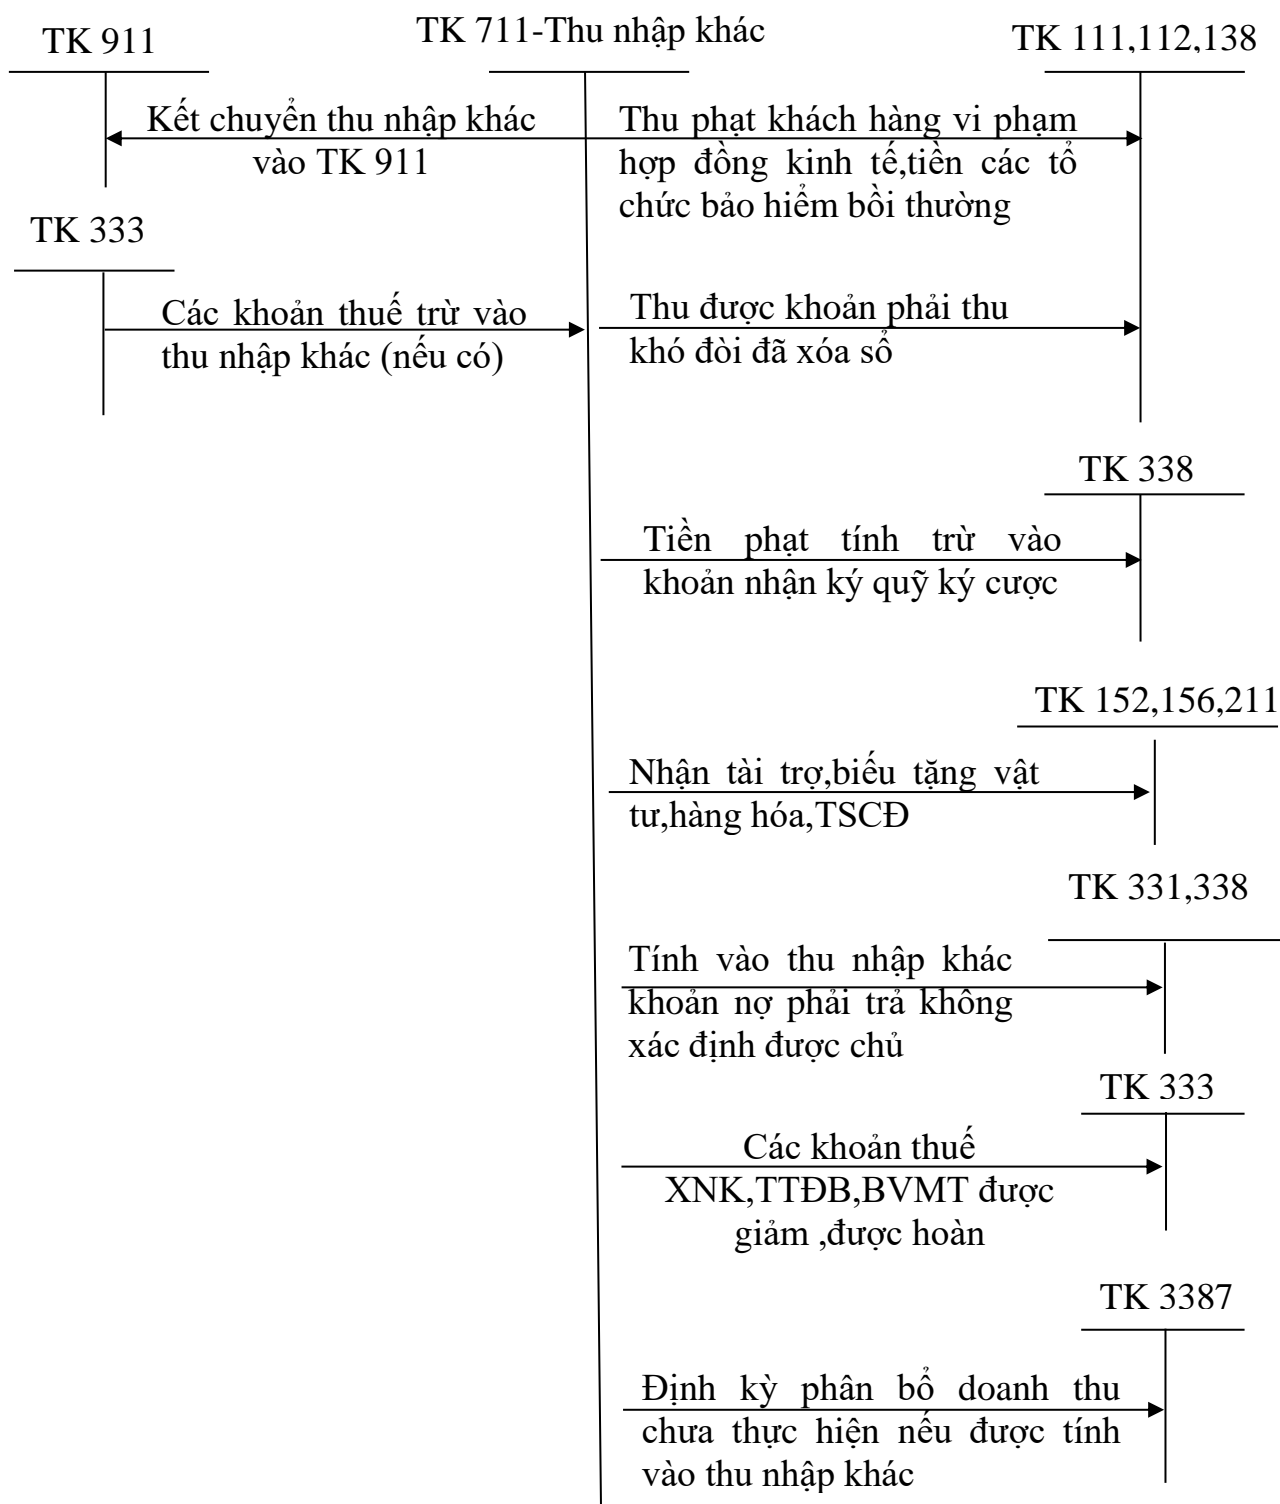 TK 911
TK 711-Thu nhập khác
TK 111,112,138
Kết chuyển thu nhập khác
vào TK 911
Thu phạt khách hàng vi phạm
hợp đồng kinh tế,tiền các tổ
chức bảo hiểm bồi thường
TK 333
Các khoản thuế trừ vào
thu nhập khác (nếu có)
Thu được khoản phải thu
khó đòi đã xóa sổ
TK 338
Tiền phạt tính trừ vào
khoản nhận ký quỹ ký cược
TK 152,156,211
Nhận tài trợ,biếu tặng vật
tư,hàng hóa,TSCĐ
TK 331,338
Tính vào thu nhập khác
khoản nợ phải trả không
xác định được chủ
TK 333
Các khoản thuế
XNK,TTĐB,BVMT được
giảm ,được hoàn
TK 3387
Định kỳ phân bổ doanh thu
chưa thực hiện nếu được tính
vào thu nhập khác